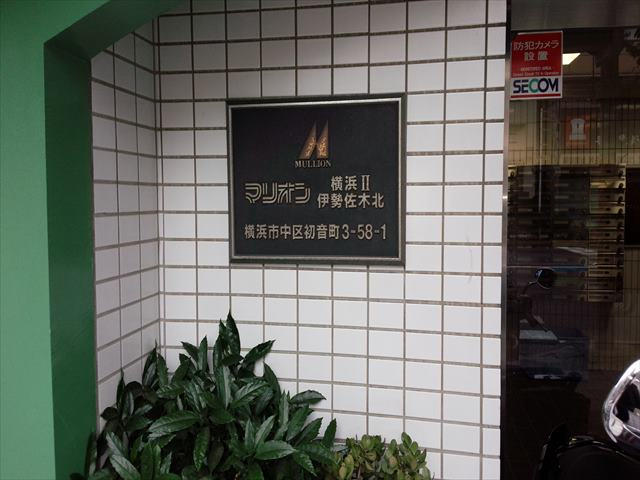 MULLION
マリオン 横浜II
伊勢佐木北
横浜市中区初音町3-58-1
防犯カメラ
設置
SECOM